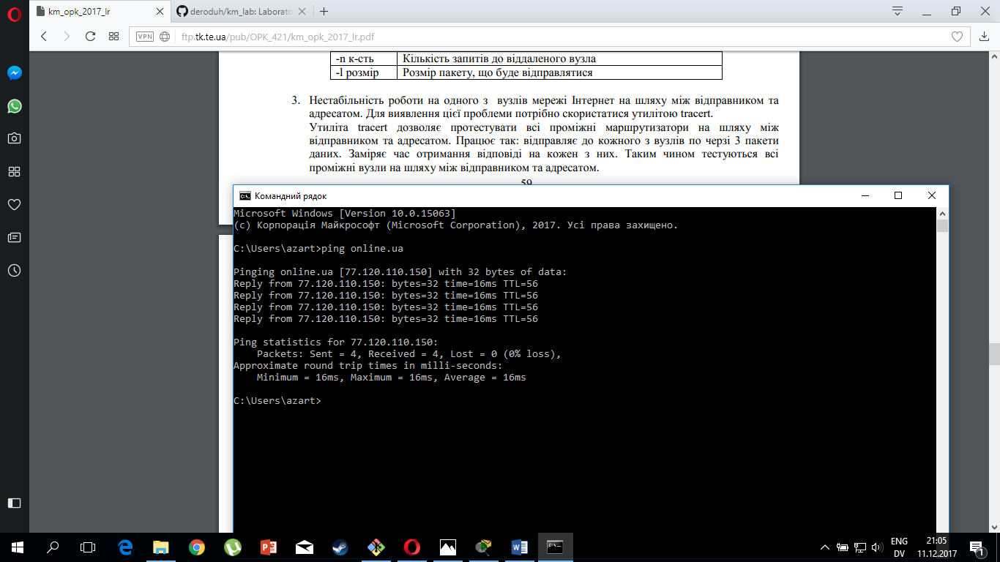 km_opk_2017_lr
deroduh/km_lab: Laborato
VPN
ftp.tk.te.ua/pub/OPK_421/km_opk_2017_lr.pdf
-n к-сть Кількість запитів до віддаленого вузла
-l розмір Розмір пакету, що буде відправлятися
3. Нестабільність роботи на одного з вузлів мережі Інтернет на шляху між відправником та
адресатом. Для виявлення цієї проблеми потрібно скористатися утилітою tracert.
Утиліта tracert дозволяє протестувати всі проміжні маршрутизатори на шляху між
відправником та адресатом. Працює так: відправляє до кожного з вузлів по черзі 3 пакети
даних. Заміряє час отримання відповіді на кожен з них. Таким чином тестуються всі
проміжні вузли на шляху між відправником та адресатом.
59
Командний рядок
Microsoft Windows [Version 10.0.15063]
(c) Корпорація Майкрософт (Microsoft Corporation), 2017. Усі права захищено.
C:\Users\azart>ping online.ua
Pinging online.ua [77.120.110.150] with 32 bytes of data:
Reply from 77.120.110.150: bytes=32 time=16ms TTL=56
Reply from 77.120.110.150: bytes=32 time=16ms TTL=56
Reply from 77.120.110.150: bytes=32 time=16ms TTL=56
Reply from 77.120.110.150: bytes=32 time=16ms TTL=56
Ping statistics for 77.120.110.150:
Packets: Sent = 4, Received = 4, Lost = 0 (0% loss),
Approximate round trip times in milli-seconds:
Minimum = 16ms, Maximum = 16ms, Average = 16ms
C:\Users\azart>
ENG
DV
21:05
11.12.2017
1